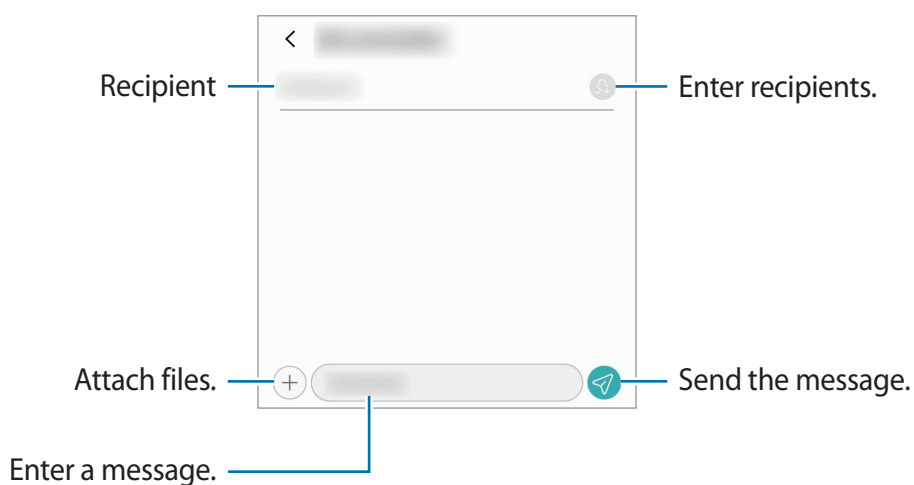 Recipient
Enter recipients.
Attach files.
Send the message.
Enter a message.